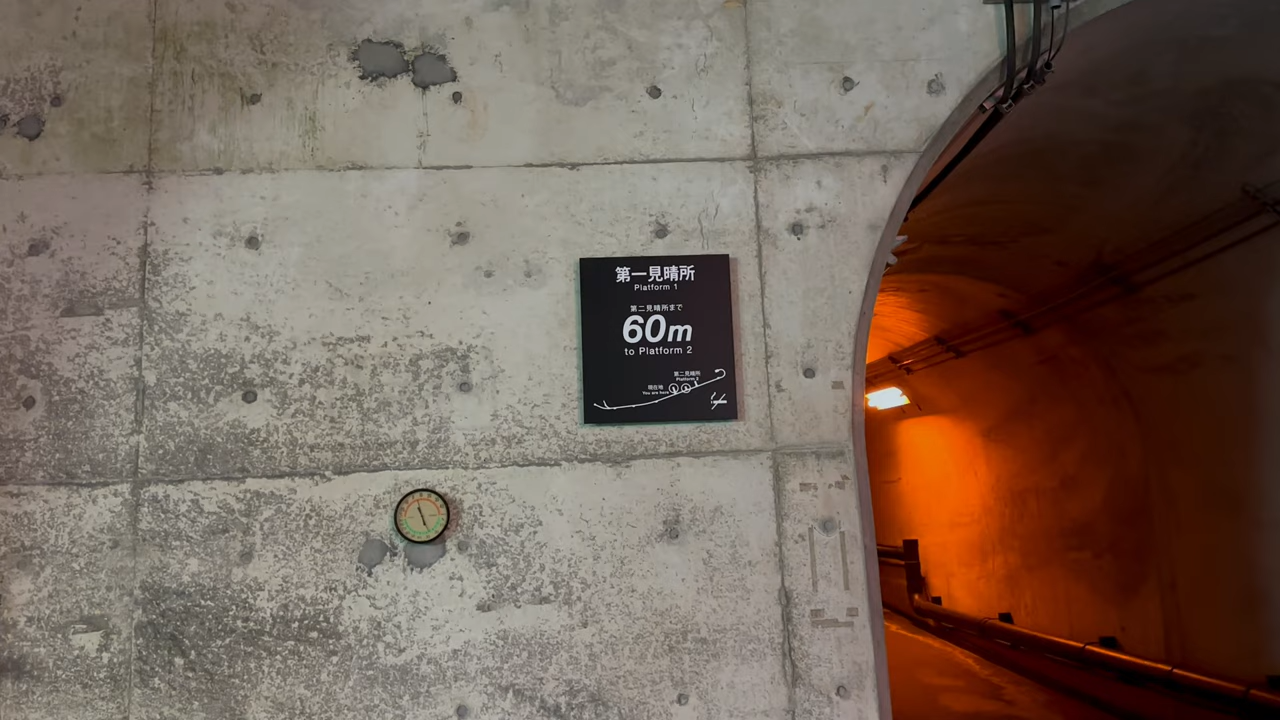 第一見晴所
Platform 1
第二見晴所まで
60m
to Platform 2
第二見晴所
Platform 2
現在地
You are here